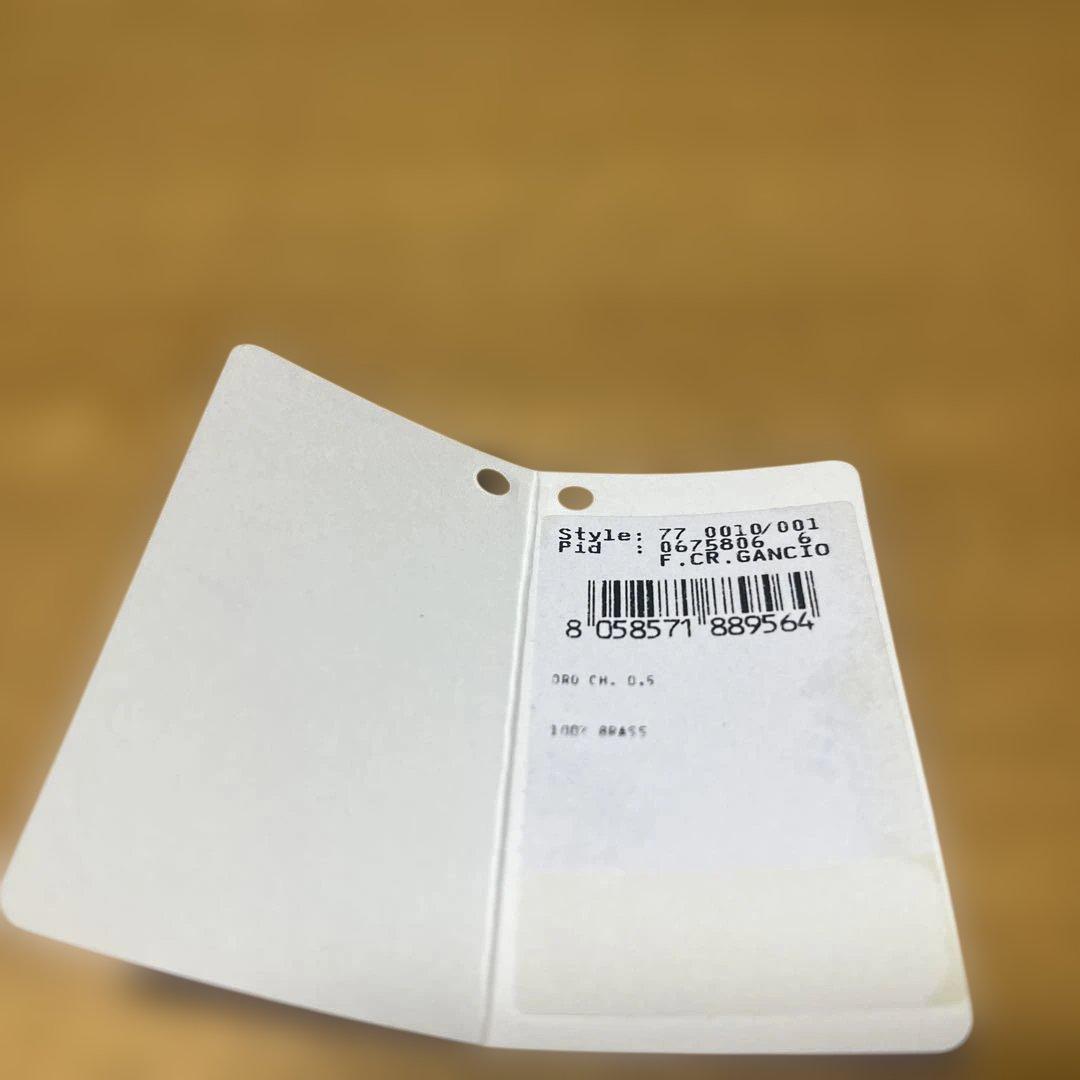 Style: 77 0010/001
Pid : 0675806 6
F.CR.GANCIO
8 058571 889564
ORO CH. 0.5
100% BRASS